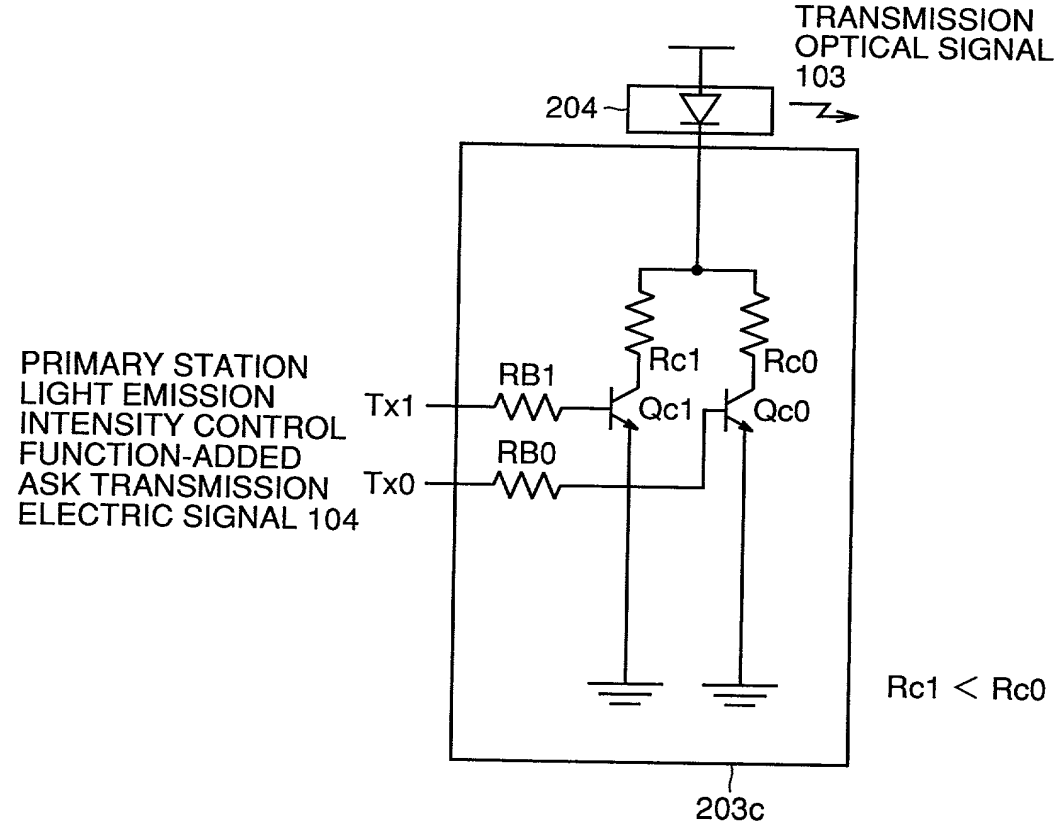 TRANSMISSION
OPTICAL SIGNAL
103
204
Rc1
Rc0
PRIMARY STATION
LIGHT EMISSION
INTENSITY CONTROL
FUNCTION-ADDED
ASK TRANSMISSION
ELECTRIC SIGNAL 104
RB1
Tx1
Qc1
Qc0
RB0
Tx0
Rc1 < Rc0
203c